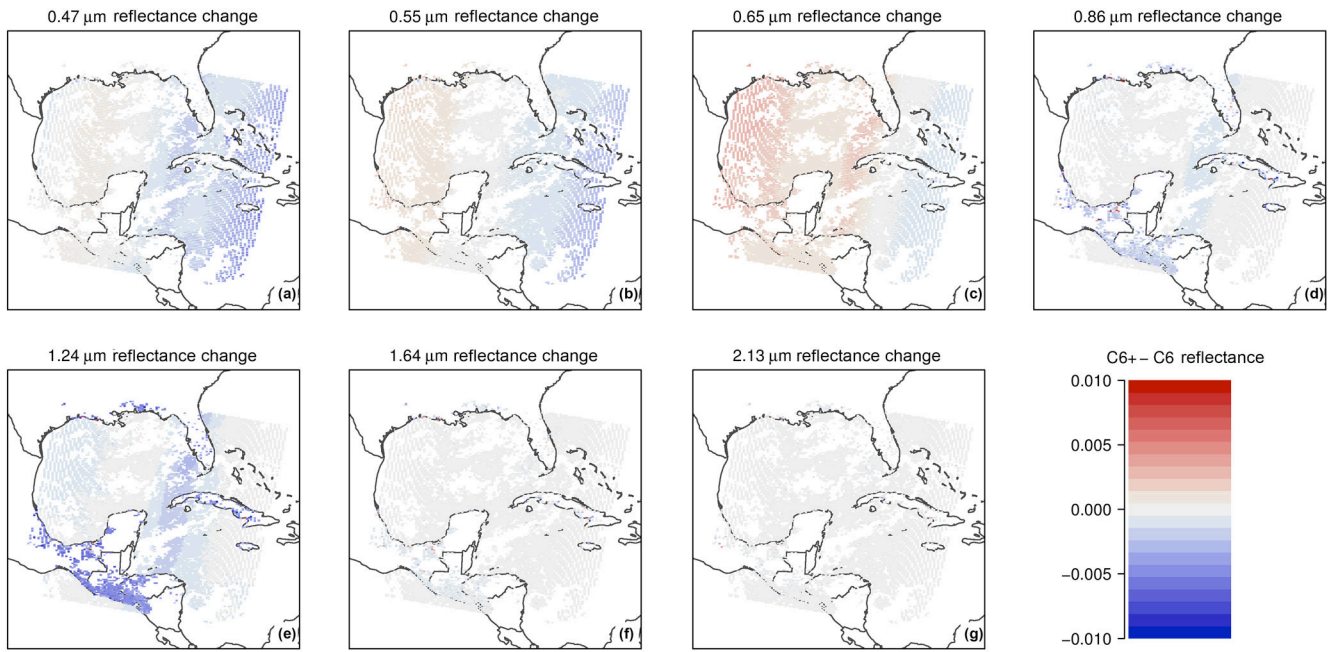 0.47 μm reflectance change
0.55 μm reflectance change
0.65 μm reflectance change
0.86 μm reflectance change
(a)
(b)
(c)
(d)
1.24 μm reflectance change
1.64 μm reflectance change
2.13 μm reflectance change
C6+ − C6 reflectance
0.010
0.005
0.000
−0.005
−0.010
(e)
(f)
(g)